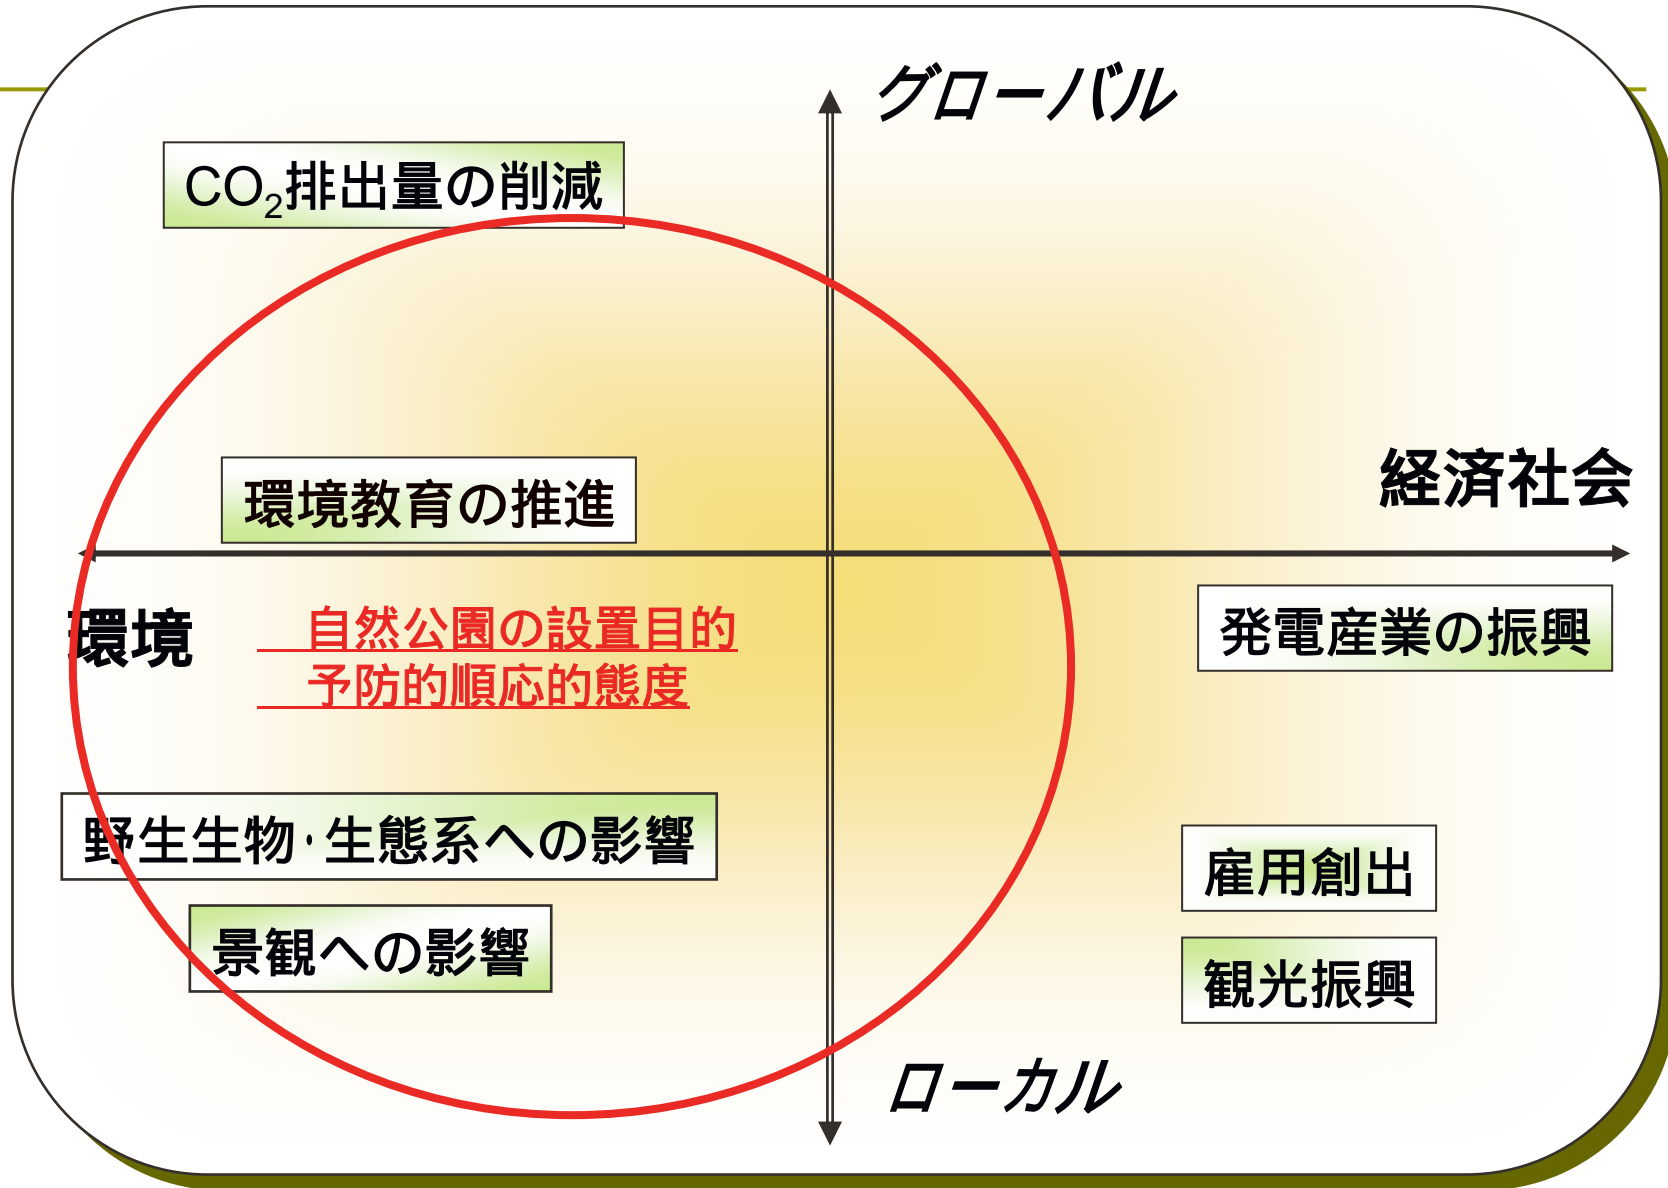 グローバル
CO₂排出量の削減
経済社会
環境教育の推進
環境
自然公園の設置目的
予防的順応的態度
発電産業の振興
野生生物･生態系への影響
雇用創出
景観への影響
観光振興
ローカル